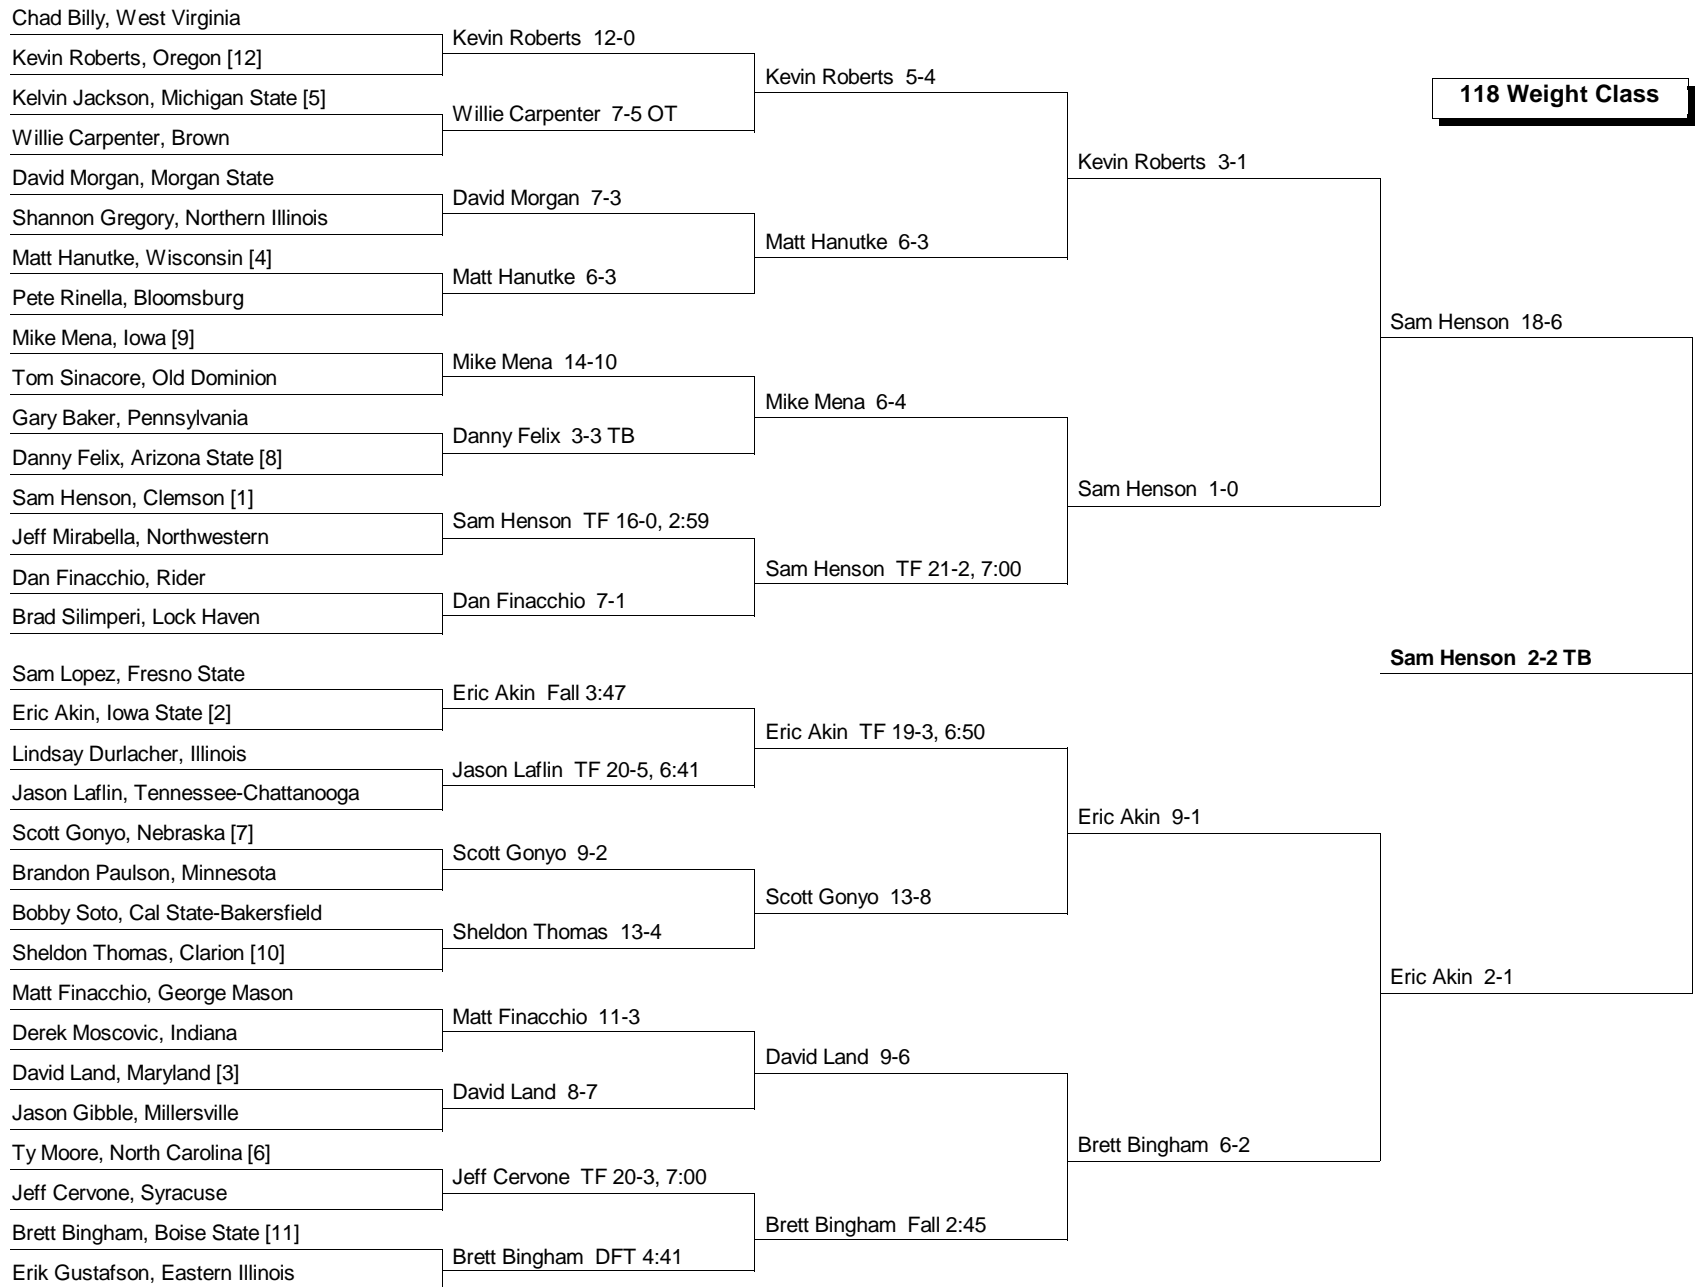 118 Weight Class
Chad Billy, West Virginia
Kevin Roberts, Oregon [12]
Kelvin Jackson, Michigan State [5]
Willie Carpenter, Brown
David Morgan, Morgan State
Shannon Gregory, Northern Illinois
Matt Hanutke, Wisconsin [4]
Pete Rinella, Bloomsburg
Mike Mena, Iowa [9]
Tom Sinacore, Old Dominion
Gary Baker, Pennsylvania
Danny Felix, Arizona State [8]
Sam Henson, Clemson [1]
Jeff Mirabella, Northwestern
Dan Finacchio, Rider
Brad Silimperi, Lock Haven
Sam Lopez, Fresno State
Eric Akin, Iowa State [2]
Lindsay Durlacher, Illinois
Jason Laflin, Tennessee-Chattanooga
Scott Gonyo, Nebraska [7]
Brandon Paulson, Minnesota
Bobby Soto, Cal State-Bakersfield
Sheldon Thomas, Clarion [10]
Matt Finacchio, George Mason
Derek Moscovic, Indiana
David Land, Maryland [3]
Jason Gibble, Millersville
Ty Moore, North Carolina [6]
Jeff Cervone, Syracuse
Brett Bingham, Boise State [11]
Erik Gustafson, Eastern Illinois
Kevin Roberts 12-0
Willie Carpenter 7-5 OT
David Morgan 7-3
Matt Hanutke 6-3
Mike Mena 14-10
Danny Felix 3-3 TB
Sam Henson TF 16-0, 2:59
Dan Finacchio 7-1
Eric Akin Fall 3:47
Jason Laflin TF 20-5, 6:41
Scott Gonyo 9-2
Sheldon Thomas 13-4
Matt Finacchio 11-3
David Land 8-7
Jeff Cervone TF 20-3, 7:00
Brett Bingham DFT 4:41
Kevin Roberts 5-4
Matt Hanutke 6-3
Mike Mena 6-4
Sam Henson TF 21-2, 7:00
Eric Akin TF 19-3, 6:50
Scott Gonyo 13-8
David Land 9-6
Brett Bingham Fall 2:45
Kevin Roberts 3-1
Sam Henson 1-0
Eric Akin 9-1
Brett Bingham 6-2
Sam Henson 18-6
Eric Akin 2-1
Sam Henson 2-2 TB